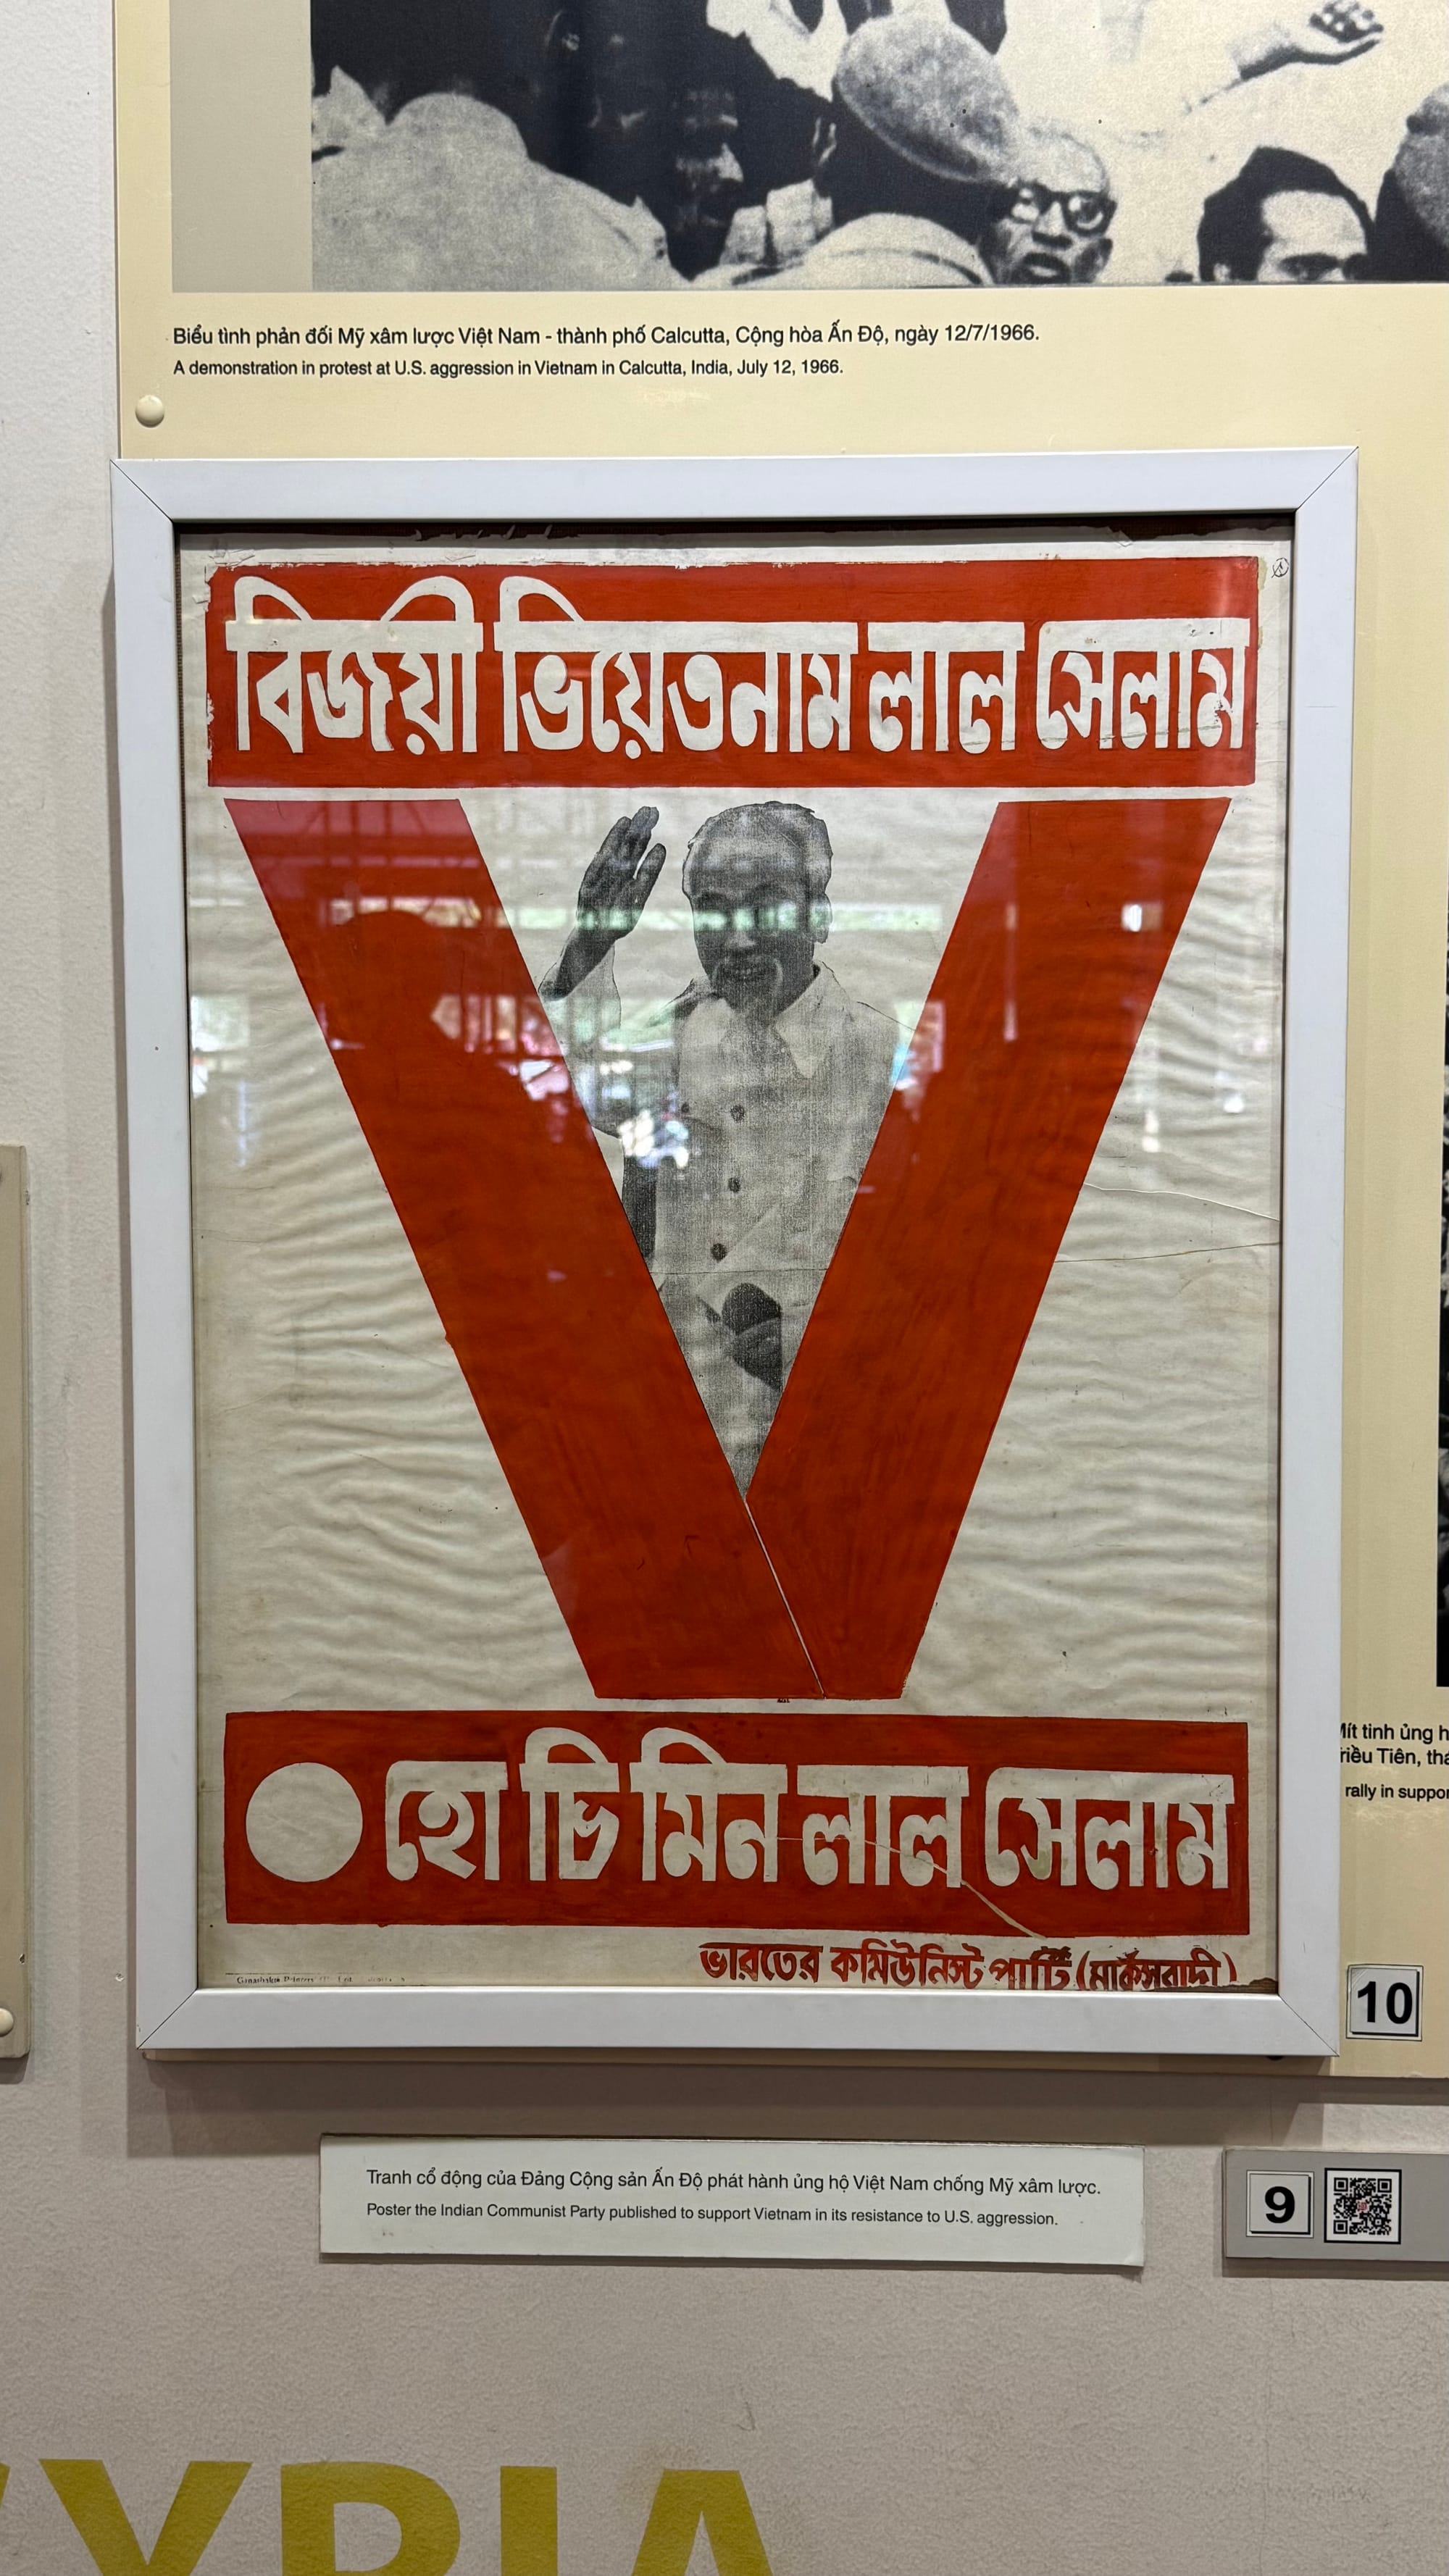 Biểu tình phản đối Mỹ xâm lược Việt Nam - thành phố Calcutta, Cộng hòa Ấn Độ, ngày 12/7/1966.
A demonstration in protest at U.S. aggression in Vietnam in Calcutta, India, July 12, 1966.
বিজয়ী ভিয়েতনাম লাল সেলাম
হো চি মিন লাল সেলাম
ভারতের কমিউনিস্ট পার্টি (মার্কসবাদী)
Mít tinh ủng h
riều Tiên, thá
rally in suppor
10
Tranh cổ động của Đảng Cộng sản Ấn Độ phát hành ủng hộ Việt Nam chống Mỹ xâm lược.
Poster the Indian Communist Party published to support Vietnam in its resistance to U.S. aggression.
9